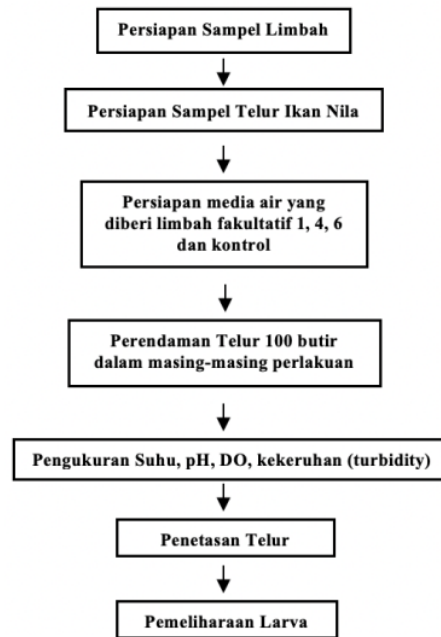 Persiapan Sampel Limbah
Persiapan Sampel Telur Ikan Nila
Persiapan media air yang
diberi limbah fakultatif 1, 4, 6
dan kontrol
Perendaman Telur 100 butir
dalam masing-masing perlakuan
Pengukuran Suhu, pH, DO, kekeruhan (turbidity)
Penetasan Telur
Pemeliharaan Larva